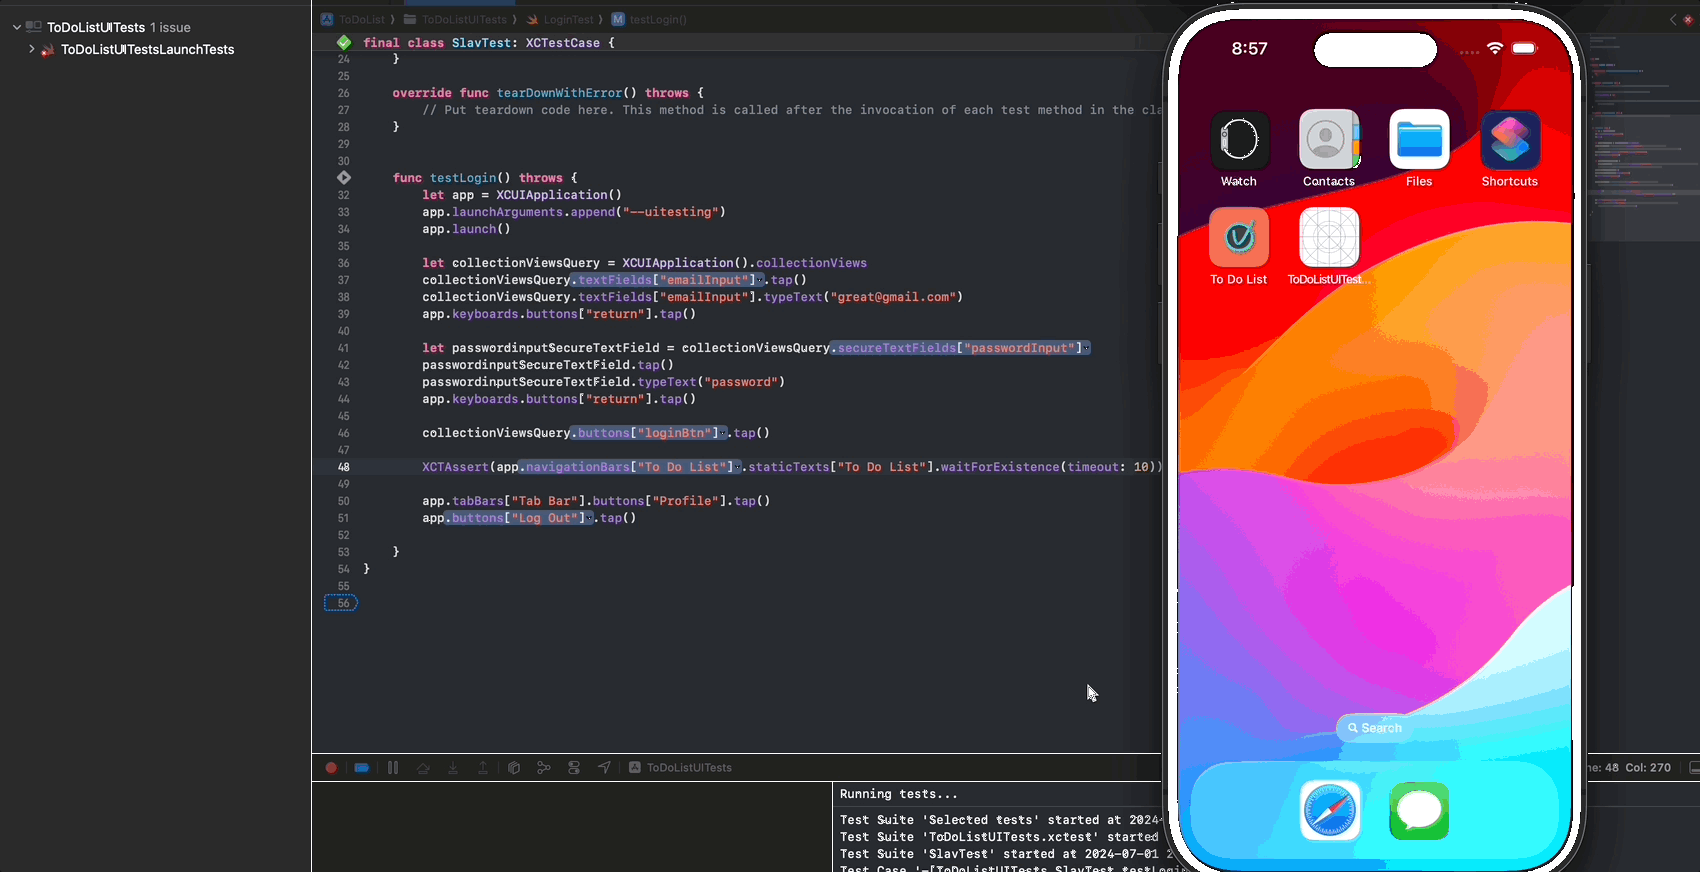 ToDoListUITests 1 issue
ToDoListUITestsLaunchTests
ToDoList ⟩ ToDoListUITests ⟩ LoginTest ⟩ M testLogin()
final class SlavTest: XCTestCase {
24 }
25
26 override func tearDownWithError() throws {
27 // Put teardown code here. This method is called after the invocation of each test method in the cla
28 }
29
30
func testLogin() throws {
32 let app = XCUIApplication()
33 app.launchArguments.append("--uitesting")
34 app.launch()
35
36 let collectionViewsQuery = XCUIApplication().collectionViews
37 collectionViewsQuery.textFields["emailInput"].tap()
38 collectionViewsQuery.textFields["emailInput"].typeText("great@gmail.com")
39 app.keyboards.buttons["return"].tap()
40
41 let passwordinputSecureTextField = collectionViewsQuery.secureTextFields["passwordInput"]
42 passwordinputSecureTextField.tap()
43 passwordinputSecureTextField.typeText("password")
44 app.keyboards.buttons["return"].tap()
45
46 collectionViewsQuery.buttons["loginBtn"].tap()
47
48 XCTAssert(app.navigationBars["To Do List"].staticTexts["To Do List"].waitForExistence(timeout: 10))
49
50 app.tabBars["Tab Bar"].buttons["Profile"].tap()
51 app.buttons["Log Out"].tap()
52
53 }
54 }
55
56
ToDoListUITests
Running tests...
Test Suite 'Selected tests' started at 2024-
Test Suite 'ToDoListUITests.xctest' started
Test Suite 'SlavTest' started at 2024-07-01 2
Test Case '-[ToDoListUITests.SlavTest testLogin
8:57
Watch
Contacts
Files
Shortcuts
To Do List
ToDoListUITest...
Search
ne: 48 Col: 270